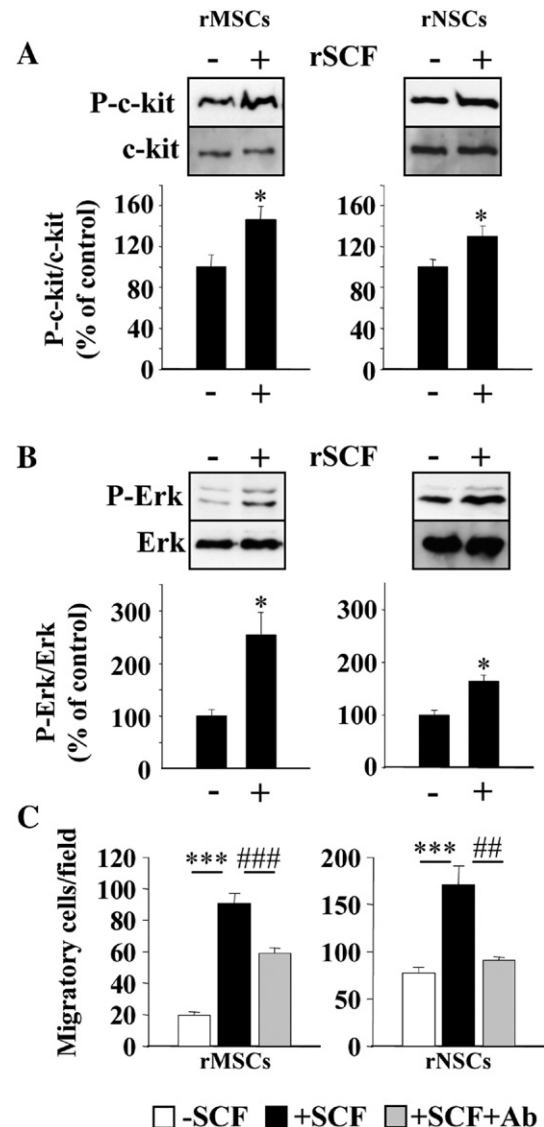 rMSCs rNSCs
A
- + rSCF - +
P-c-kit
c-kit
P-c-kit/c-kit
(% of control)
160 160
* *
120 120
80 80
40 40
0 0
- + - +
B
- + rSCF - +
P-Erk
Erk
P-Erk/Erk
(% of control)
300 300
250 200
* *
200 200
100 100
0 0
- + - +
C
Migratory cells/field
120 *** ### 200 *** ##
100
80 150
60 100
40 50
20
0 0
rMSCs rNSCs
-SCF +SCF +SCF+Ab